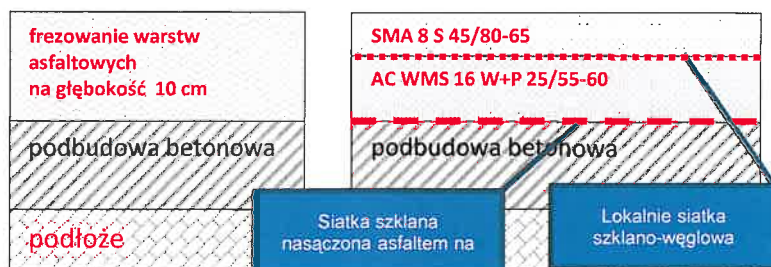 frezowanie warstw
asfaltowych
na głębokość 10 cm
podbudowa betonowa
podłoże
SMA 8 S 45/80-65
AC WMS 16 W+P 25/55-60
podbudowa betonowa
Siatka szklana
nasączona asfaltem na
Lokalnie siatka
szklano-węglowa